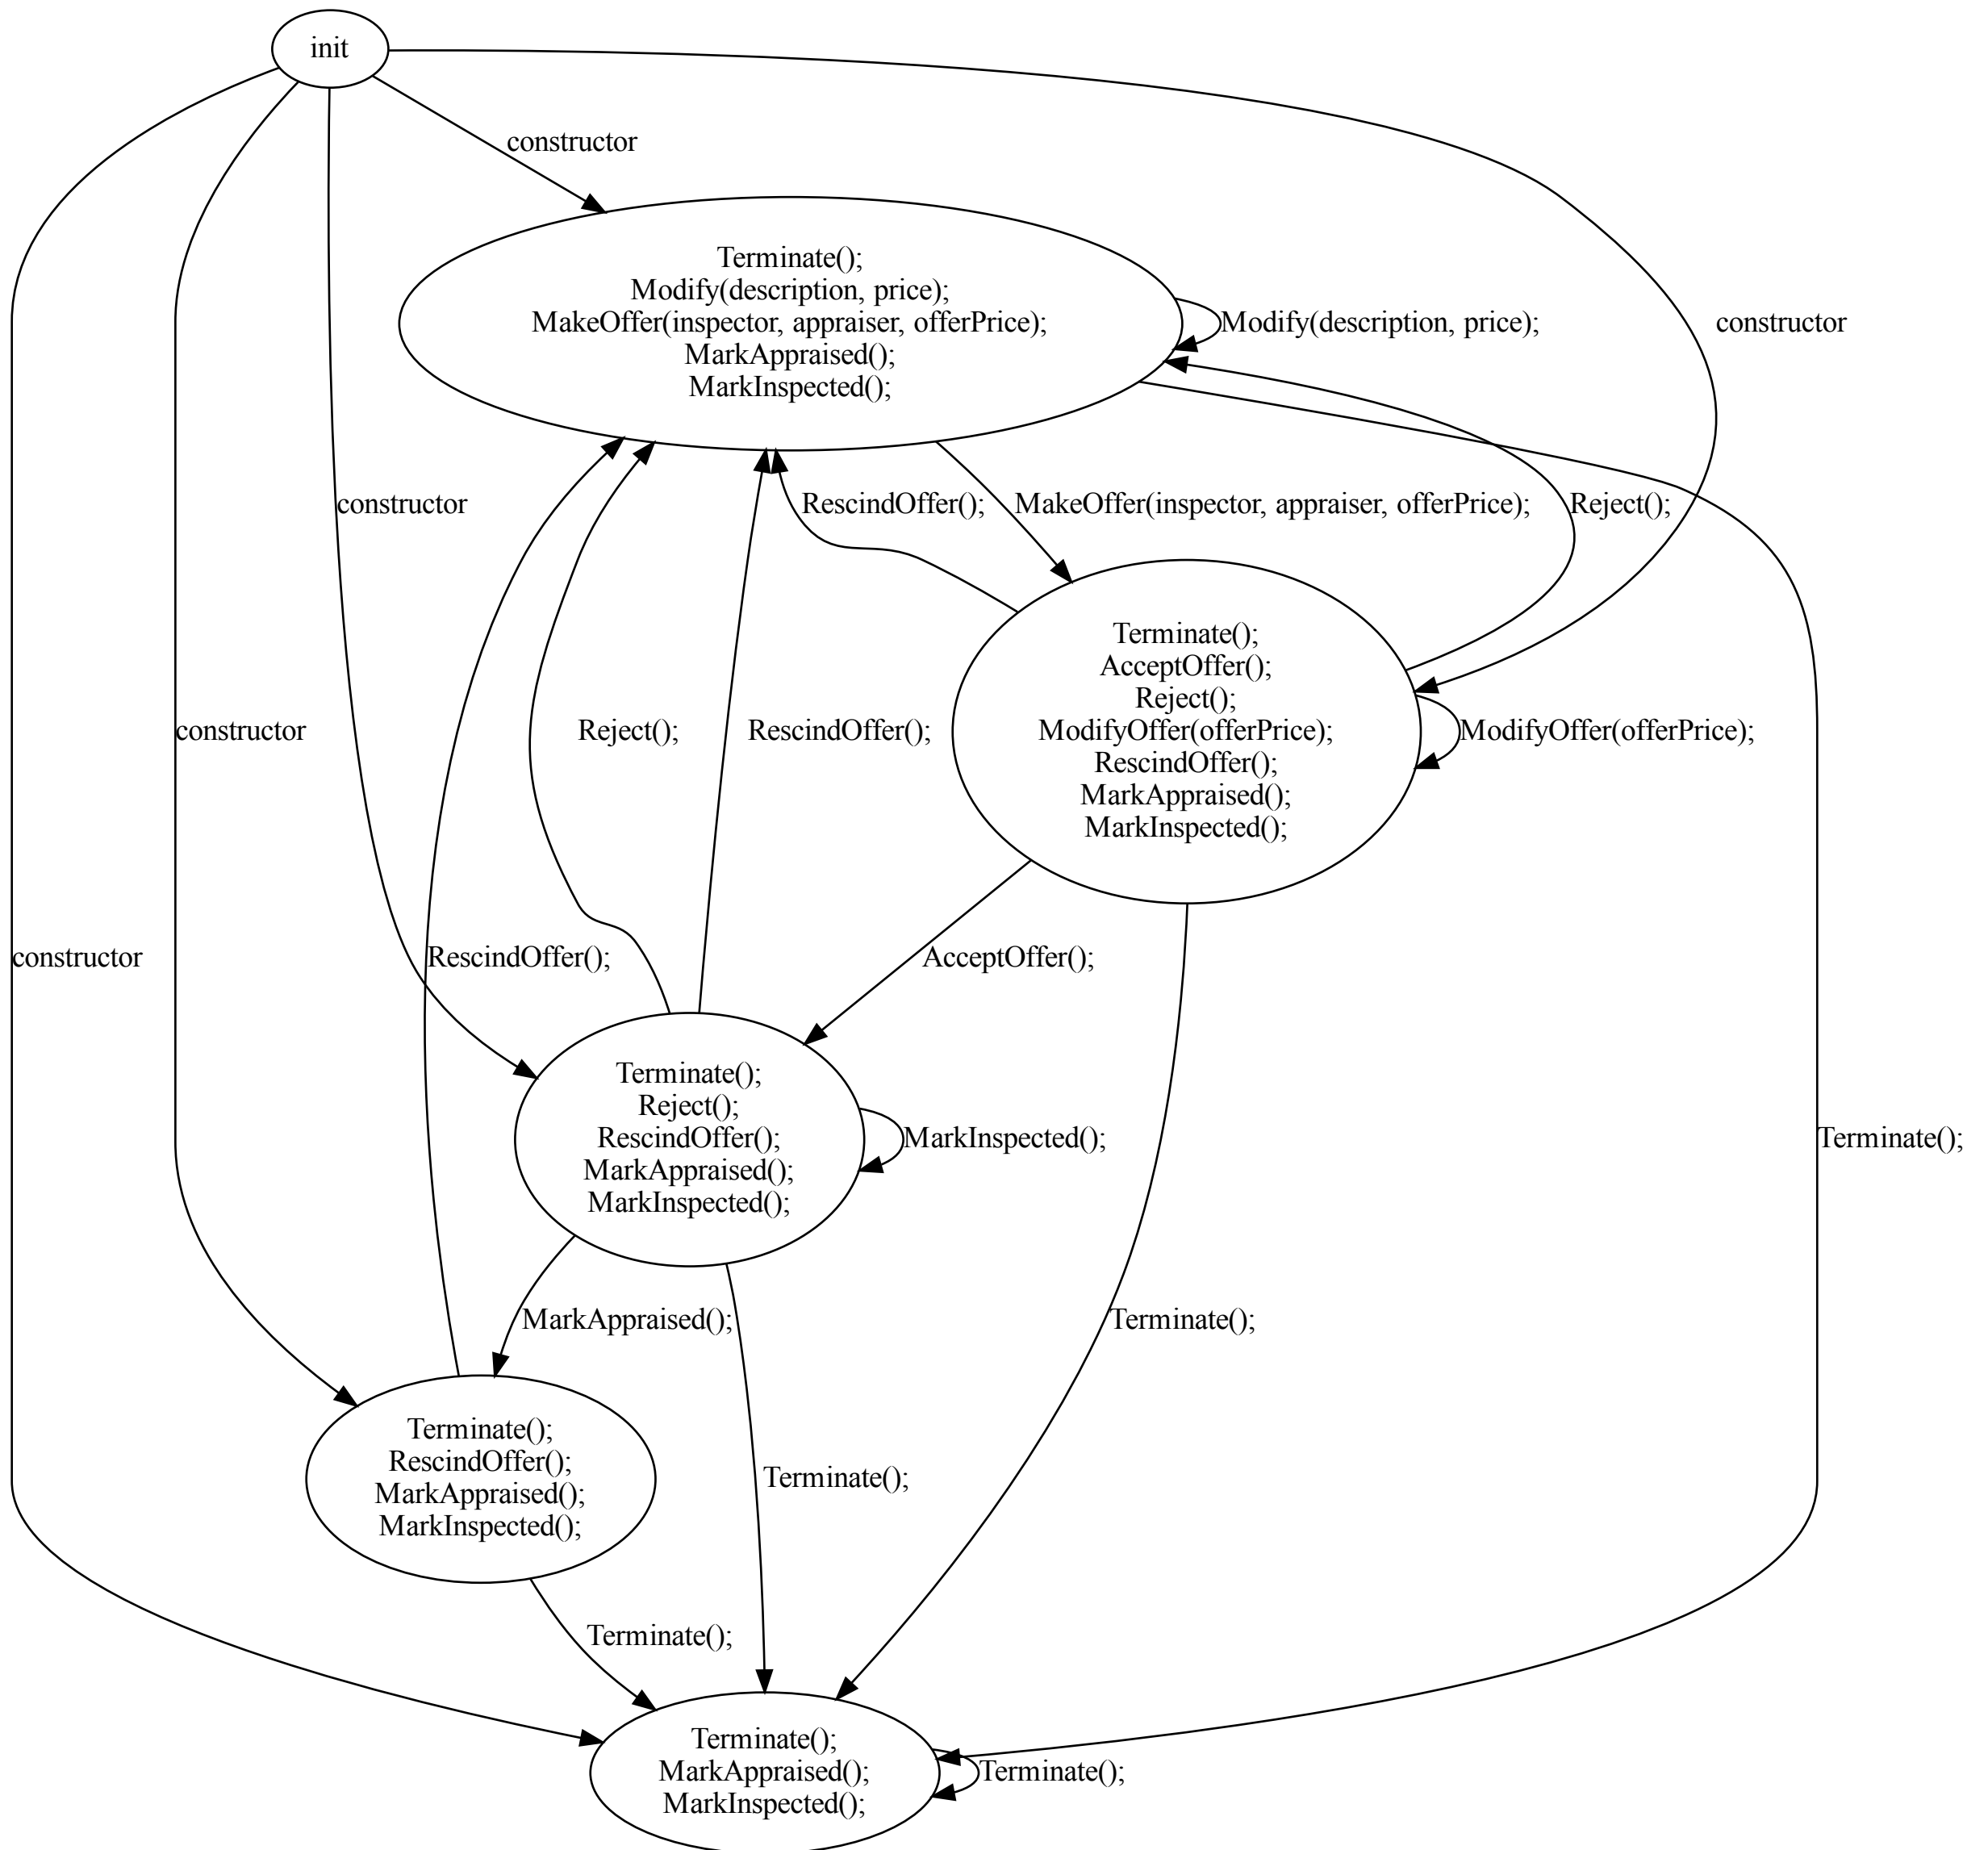 init
constructor
Terminate();
Modify(description, price);
MakeOffer(inspector, appraiser, offerPrice);
MarkAppraised();
MarkInspected();
Modify(description, price);
constructor
constructor
RescindOffer();
MakeOffer(inspector, appraiser, offerPrice);
Reject();
Terminate();
AcceptOffer();
Reject();
ModifyOffer(offerPrice);
RescindOffer();
MarkAppraised();
MarkInspected();
constructor
Reject();
RescindOffer();
ModifyOffer(offerPrice);
constructor
RescindOffer();
AcceptOffer();
Terminate();
Reject();
RescindOffer();
MarkAppraised();
MarkInspected();
MarkInspected();
Terminate();
MarkAppraised();
Terminate();
Terminate();
RescindOffer();
MarkAppraised();
MarkInspected();
Terminate();
Terminate();
Terminate();
MarkAppraised();
MarkInspected();
Terminate();